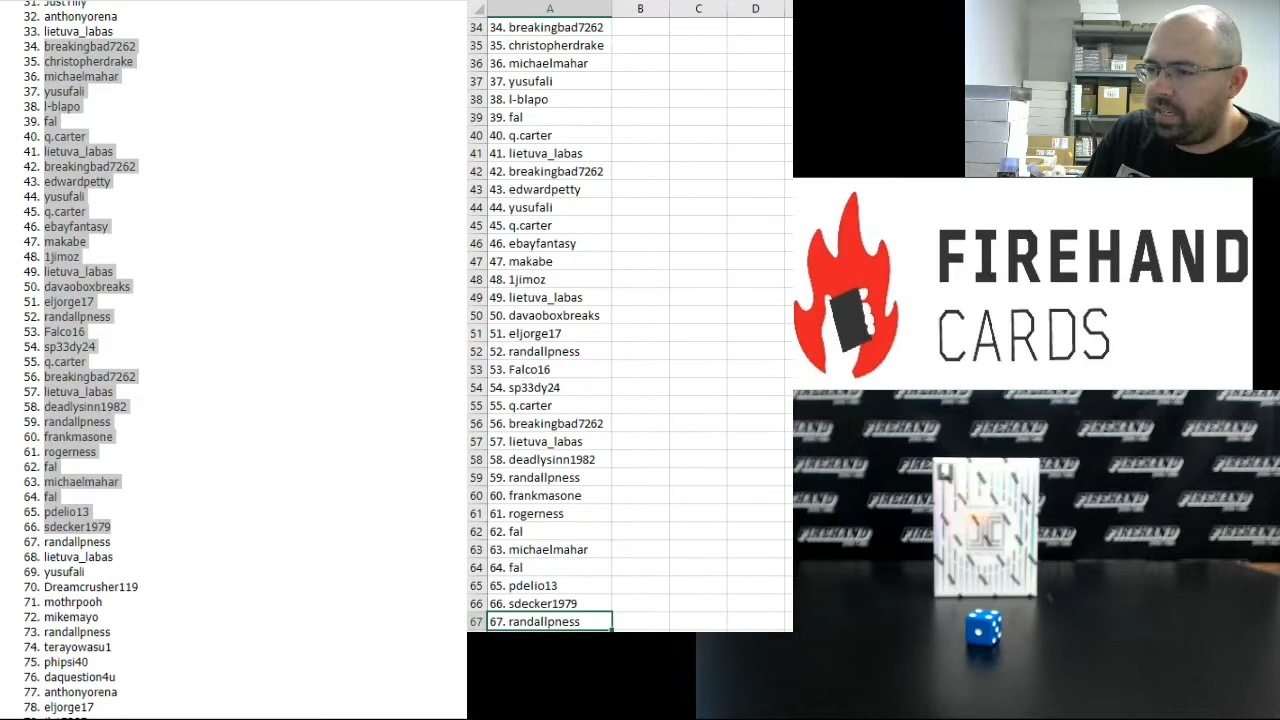 31. JustTilly
32. anthonyorena
33. lietuva_labas
34. breakingbad7262
35. christopherdrake
36. michaelmahar
37. yusufali
38. l-blapo
39. fal
40. q.carter
41. lietuva_labas
42. breakingbad7262
43. edwardpetty
44. yusufali
45. q.carter
46. ebayfantasy
47. makabe
48. 1jimoz
49. lietuva_labas
50. davaoboxbreaks
51. eljorge17
52. randallpness
53. Falco16
54. sp33dy24
55. q.carter
56. breakingbad7262
57. lietuva_labas
58. deadlysinn1982
59. randallpness
60. frankmasone
61. rogerness
62. fal
63. michaelmahar
64. fal
65. pdelio13
66. sdecker1979
67. randallpness
68. lietuva_labas
69. yusufali
70. Dreamcrusher119
71. mothrpooh
72. mikemayo
73. randallpness
74. terayowasu1
75. phipsi40
76. daquestion4u
77. anthonyorena
78. eljorge17
A B C D
34 34. breakingbad7262
35 35. christopherdrake
36 36. michaelmahar
37 37. yusufali
38 38. l-blapo
39 39. fal
40 40. q.carter
41 41. lietuva_labas
42 42. breakingbad7262
43 43. edwardpetty
44 44. yusufali
45 45. q.carter
46 46. ebayfantasy
47 47. makabe
48 48. 1jimoz
49 49. lietuva_labas
50 50. davaoboxbreaks
51 51. eljorge17
52 52. randallpness
53 53. Falco16
54 54. sp33dy24
55 55. q.carter
56 56. breakingbad7262
57 57. lietuva_labas
58 58. deadlysinn1982
59 59. randallpness
60 60. frankmasone
61 61. rogerness
62 62. fal
63 63. michaelmahar
64 64. fal
65 65. pdelio13
66 66. sdecker1979
67 67. randallpness
FIREHAND
CARDS
FIREHAND FIREHAND FIREHAND
FIREHAND FIREHAND FIREHAND